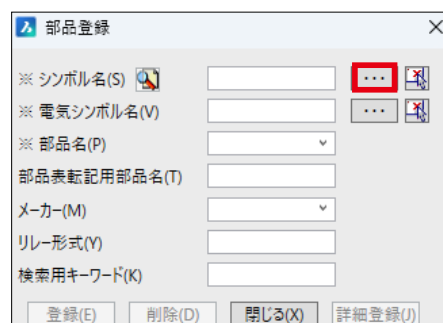 部品登録
※ シンボル名(S) ...
※ 電気シンボル名(V) ...
※ 部品名(P)
部品表転記用部品名(T)
メーカー(M)
リレー形式(Y)
検索用キーワード(K)
登録(E) 削除(D) 閉じる(X) 詳細登録(J)